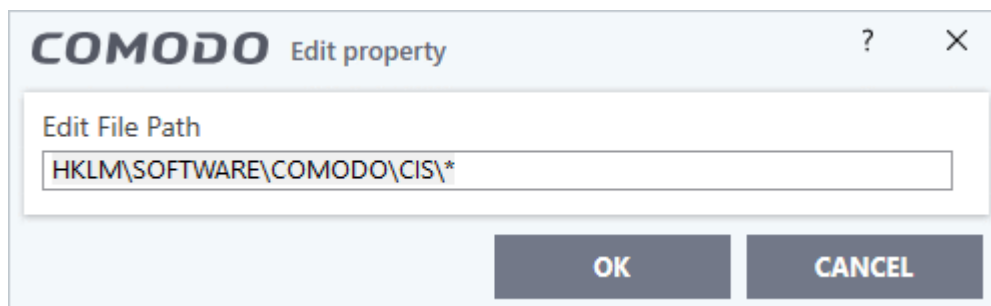 COMODO Edit property ? X
Edit File Path
HKLM\SOFTWARE\COMODO\CIS\*
OK CANCEL